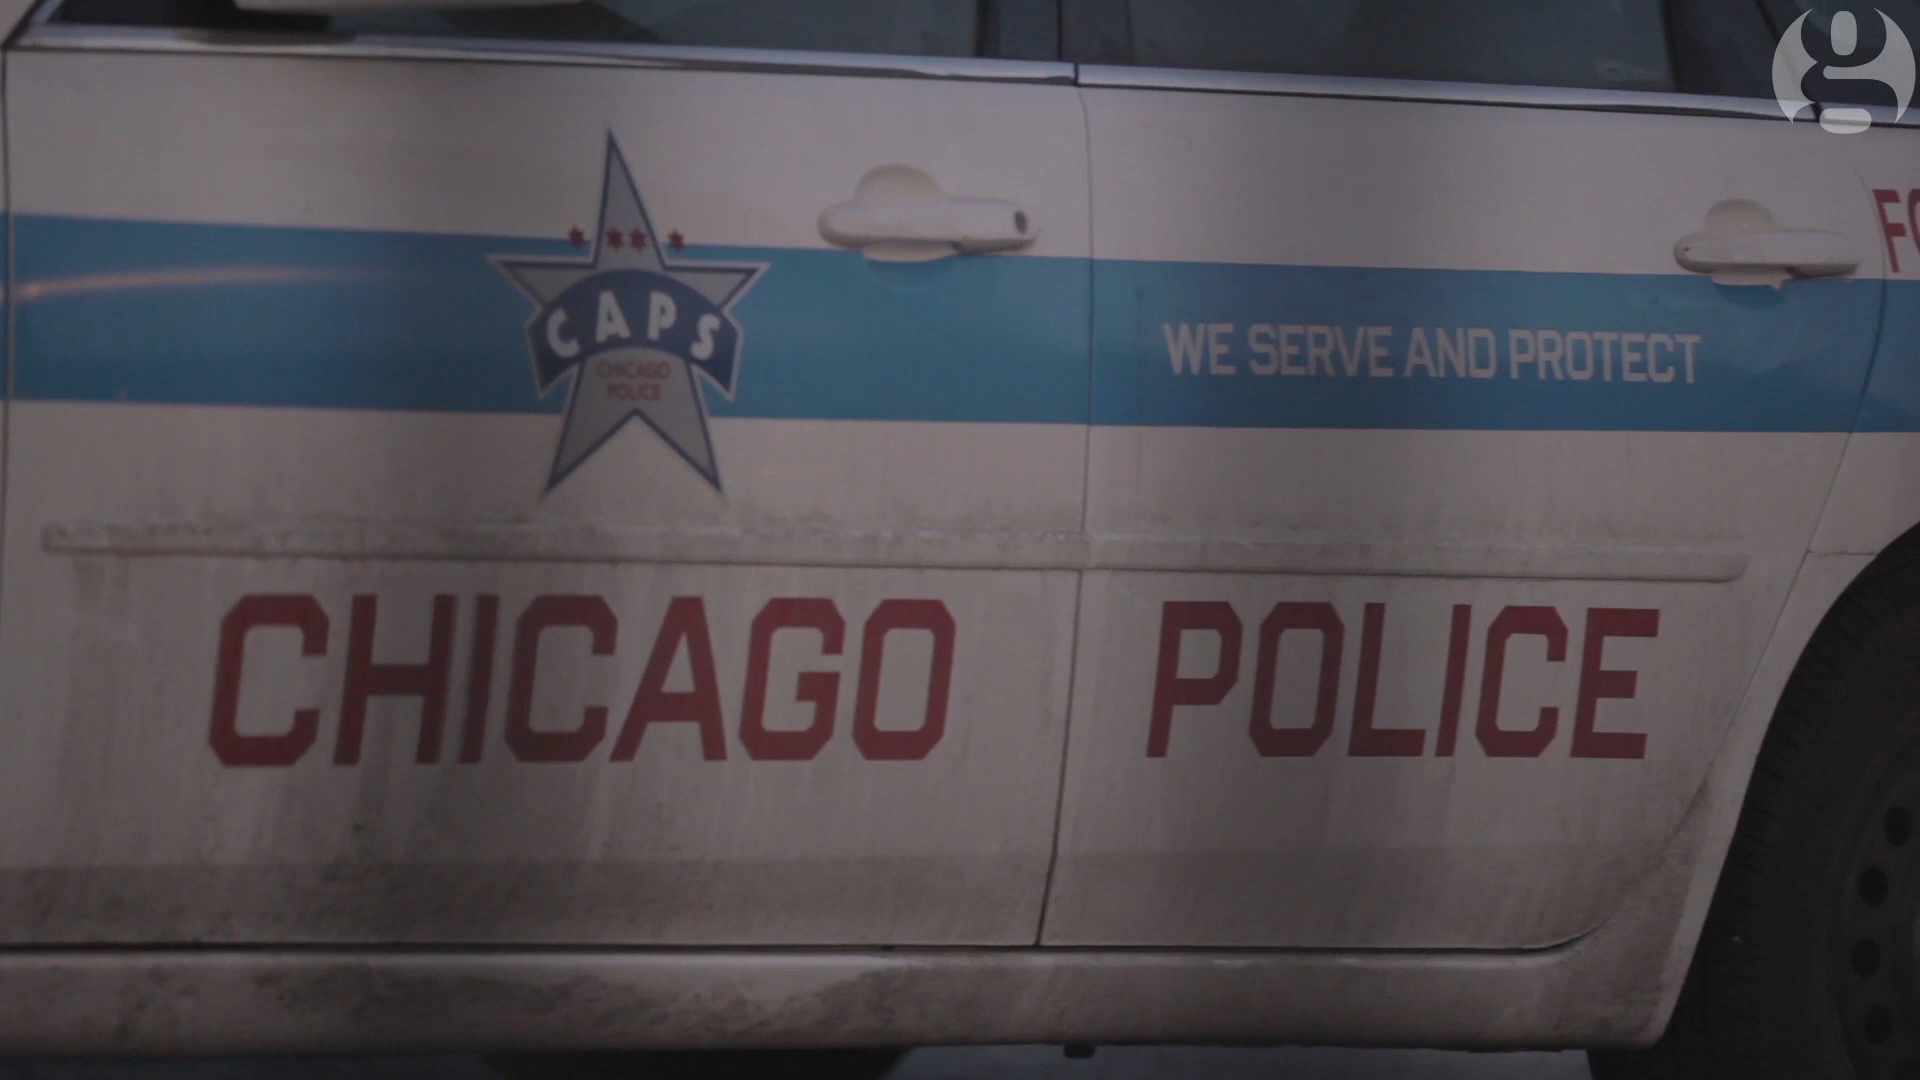 CAPS
CHICAGO
POLICE
WE SERVE AND PROTECT
CHICAGO POLICE